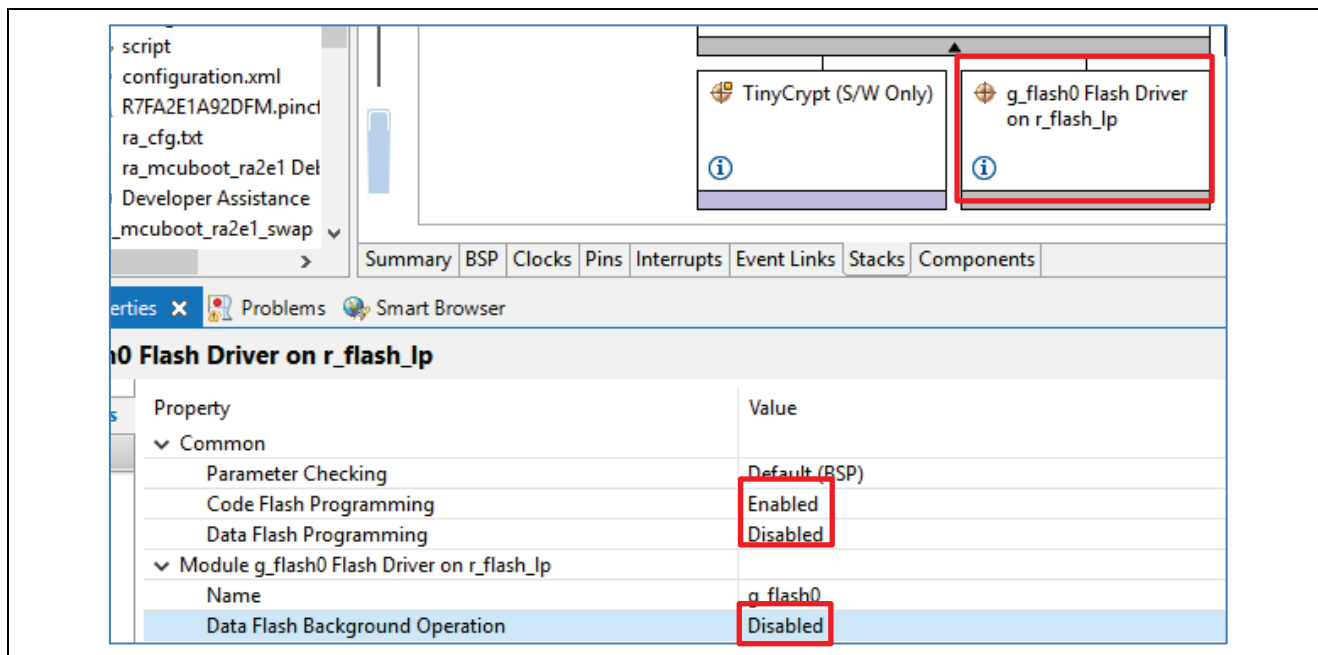 script
configuration.xml
R7FA2E1A92DFM.pincf
ra_cfg.txt
ra_mcuboot_ra2e1 Del
Developer Assistance
_mcuboot_ra2e1_swap
TinyCrypt (S/W Only)
g_flash0 Flash Driver
on r_flash_lp
Summary BSP Clocks Pins Interrupts Event Links Stacks Components
erties Problems Smart Browser
0 Flash Driver on r_flash_lp
s Property Value
Common
Parameter Checking Default (BSP)
Code Flash Programming Enabled
Data Flash Programming Disabled
Module g_flash0 Flash Driver on r_flash_lp
Name g_flash0
Data Flash Background Operation Disabled